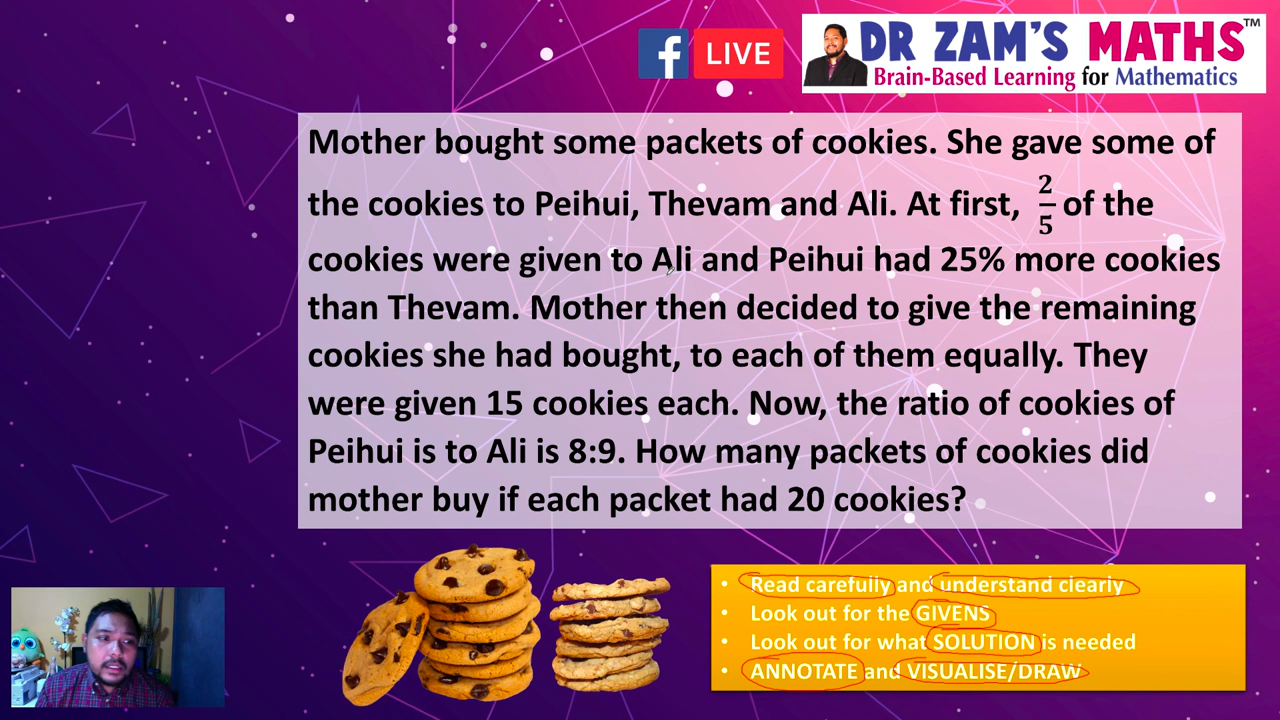 f LIVE
DR ZAM'S MATHS™
Brain-Based Learning for Mathematics
Mother bought some packets of cookies. She gave some of
the cookies to Peihui, Thevam and Ali. At first, 2/5 of the
cookies were given to Ali and Peihui had 25% more cookies
than Thevam. Mother then decided to give the remaining
cookies she had bought, to each of them equally. They
were given 15 cookies each. Now, the ratio of cookies of
Peihui is to Ali is 8:9. How many packets of cookies did
mother buy if each packet had 20 cookies?
• Read carefully and understand clearly
• Look out for the GIVENS
• Look out for what SOLUTION is needed
• ANNOTATE and VISUALISE/DRAW